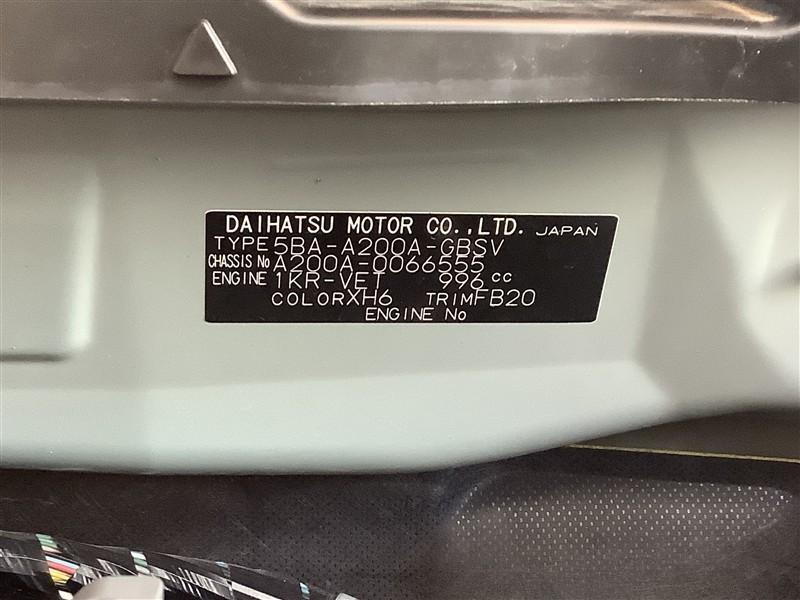 DAIHATSU MOTOR CO.,LTD. JAPAN
TYPE 5BA-A200A-GBSV
CHASSIS No A200A-0066555
ENGINE 1KR-VET 996 CC
COLOR XH6 TRIM FB20
ENGINE No